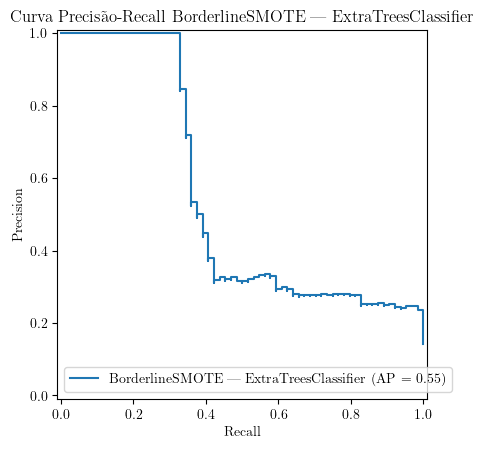 Curva Precisão-Recall BorderlineSMOTE — ExtraTreesClassifier
1.0
0.8
0.6
0.4
0.2
0.0
Precision
BorderlineSMOTE — ExtraTreesClassifier (AP = 0.55)
0.0 0.2 0.4 0.6 0.8 1.0
Recall